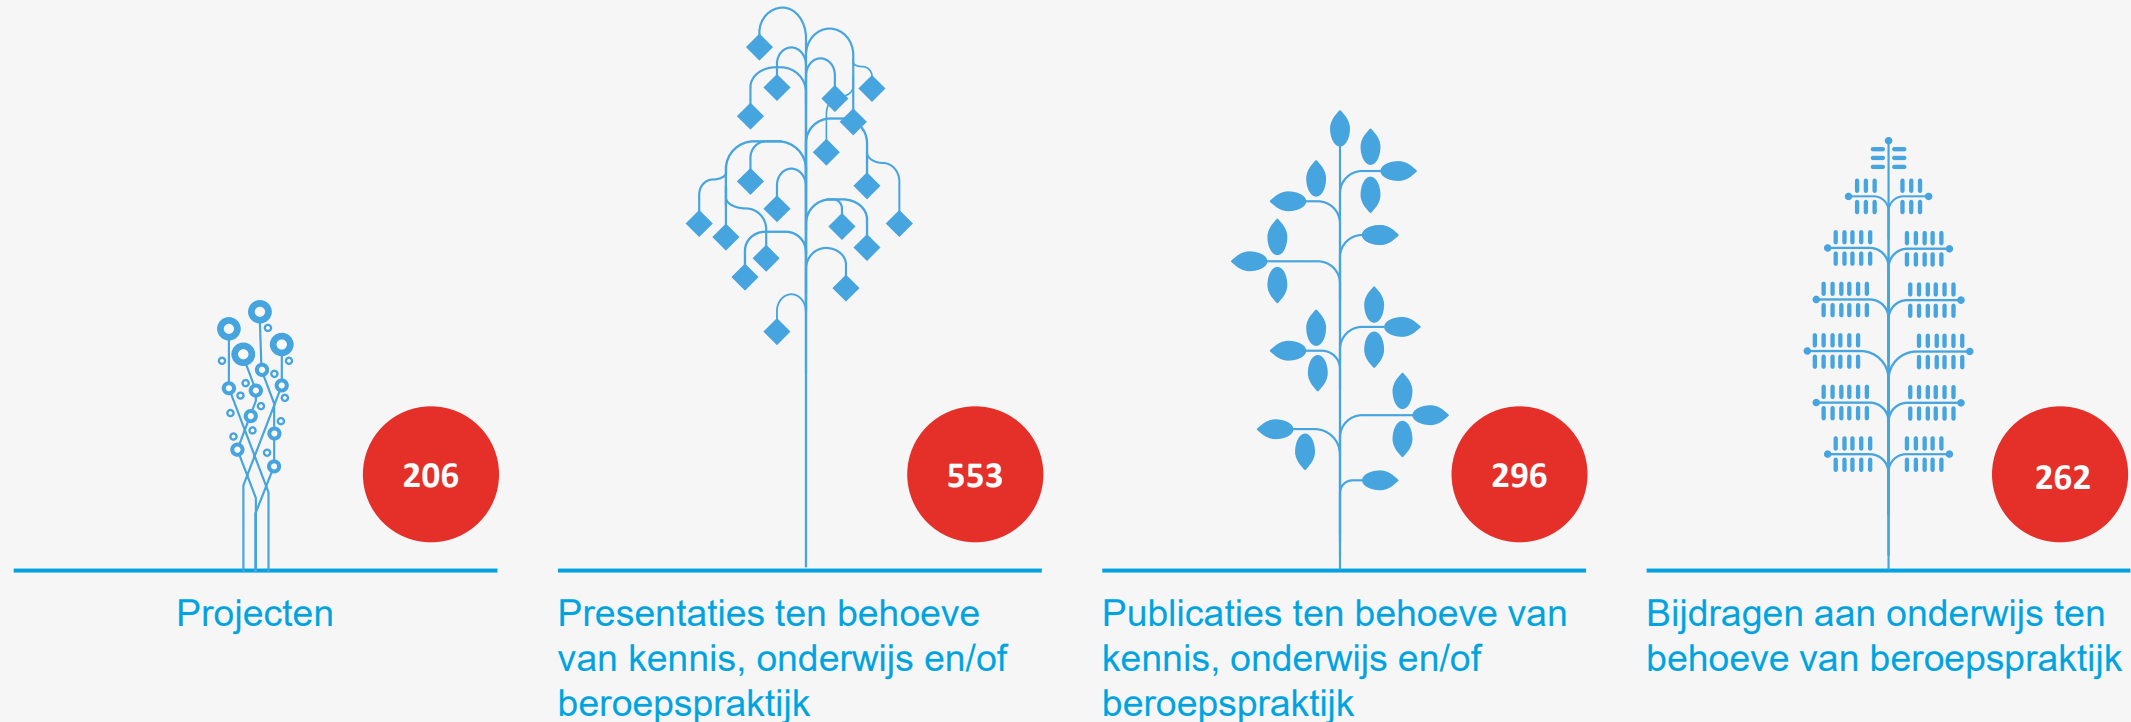 206
553
296
262
Projecten
Presentaties ten behoeve
van kennis, onderwijs en/of
beroepspraktijk
Publicaties ten behoeve van
kennis, onderwijs en/of
beroepspraktijk
Bijdragen aan onderwijs ten
behoeve van beroepspraktijk